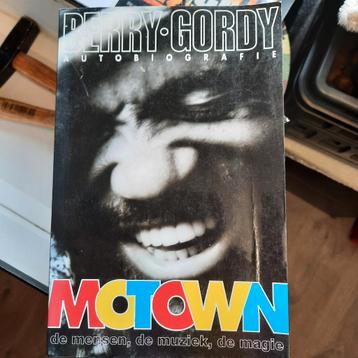 BERRY·GORDY
AUTOBIOGRAFIE
MOTOWN
de mensen, de muziek, de magie